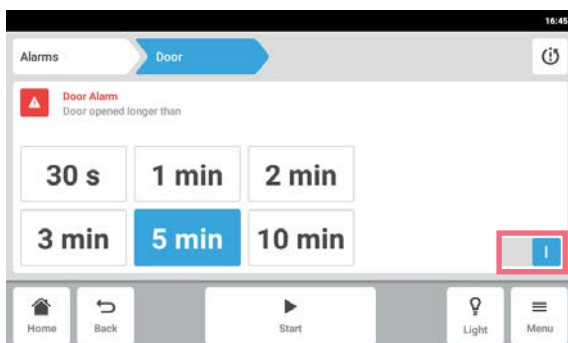 16:45
Alarms Door
Door Alarm
Door opened longer than
30 s 1 min 2 min
3 min 5 min 10 min
I
Home Back Start Light Menu